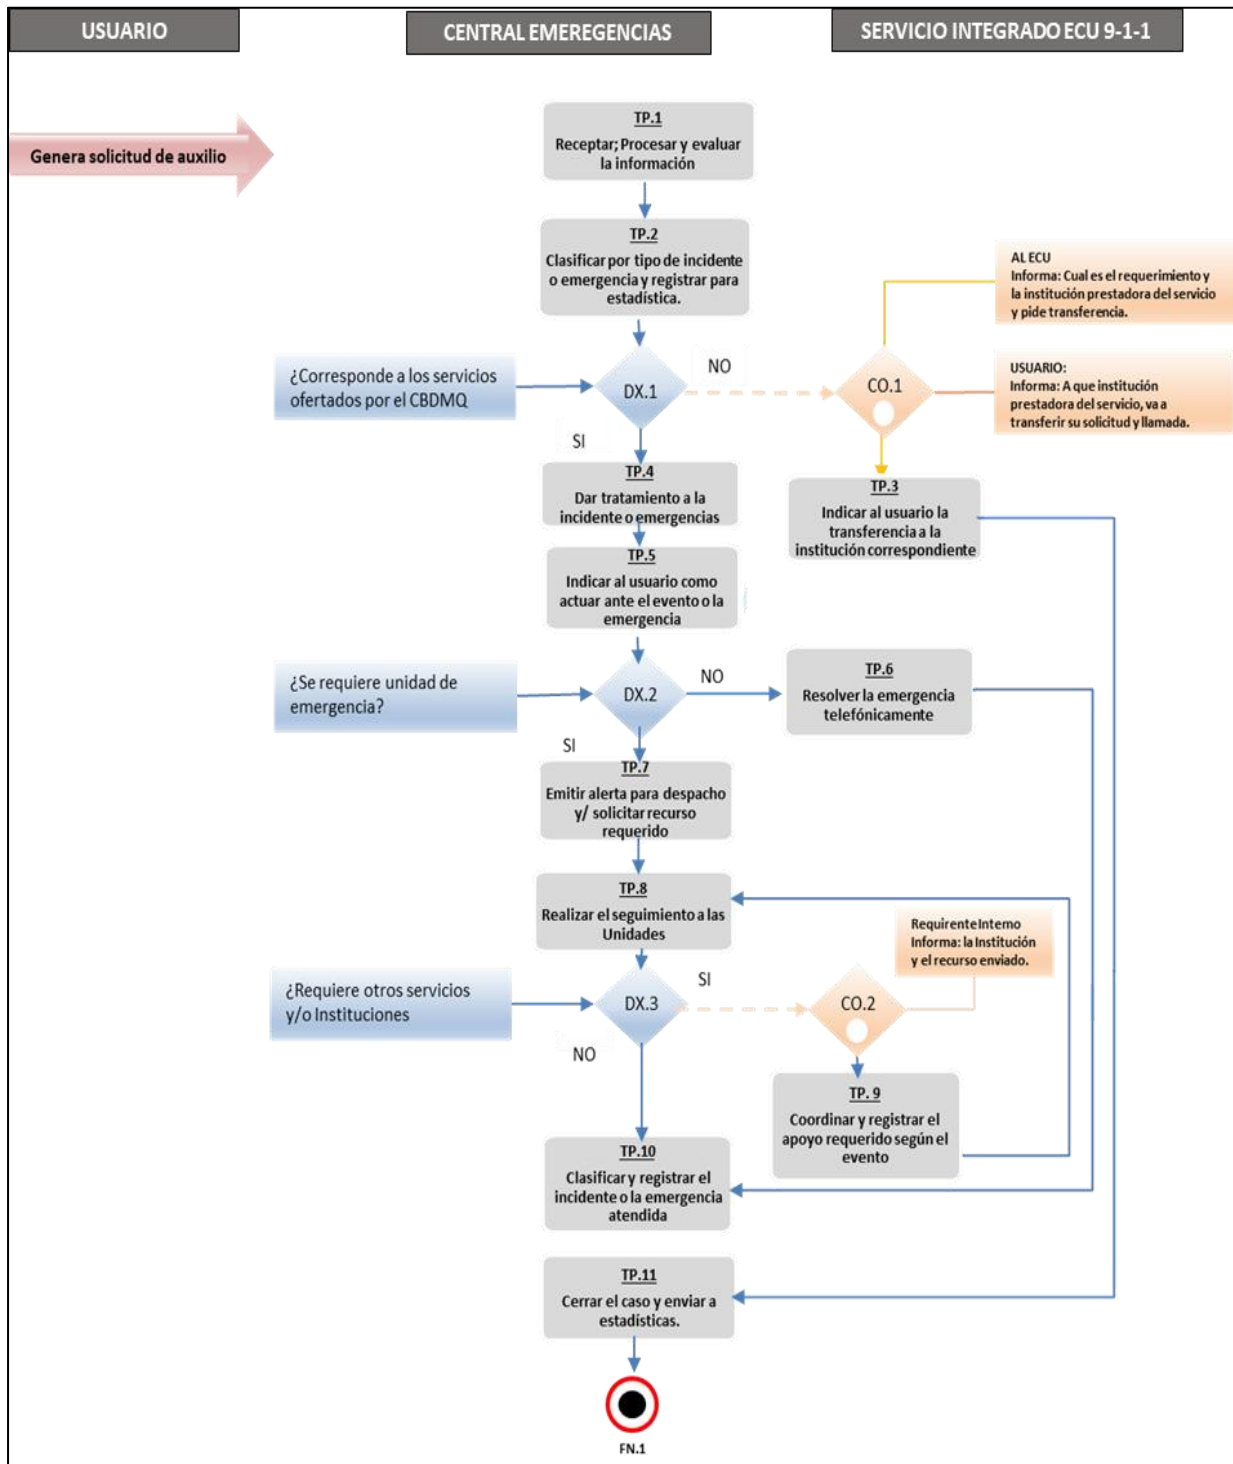 USUARIO
CENTRAL EMEREGENCIAS
SERVICIO INTEGRADO ECU 9-1-1
Genera solicitud de auxilio
TP.1
Receptar; Procesar y evaluar
la información
TP.2
Clasificar por tipo de incidente
o emergencia y registrar para
estadística.
AL ECU
Informa: Cual es el requerimiento y
la institución prestadora del servicio
y pide transferencia.
¿Corresponde a los servicios
ofertados por el CBDMQ
DX.1
NO
CO.1
USUARIO:
Informa: A que institución
prestadora del servicio, va a
transferir su solicitud y llamada.
SI
TP.4
Dar tratamiento a la
incidente o emergencias
TP.3
Indicar al usuario la
transferencia a la
institución correspondiente
TP.5
Indicar al usuario como
actuar ante el evento o la
emergencia
¿Se requiere unidad de
emergencia?
DX.2
NO
TP.6
Resolver la emergencia
telefónicamente
SI
TP.7
Emitir alerta para despacho
y/ solicitar recurso
requerido
TP.8
Realizar el seguimiento a las
Unidades
Requirente Interno
Informa: la Institución
y el recurso enviado.
¿Requiere otros servicios
y/o Instituciones
DX.3
SI
CO.2
NO
TP. 9
Coordinar y registrar el
apoyo requerido según el
evento
TP.10
Clasificar y registrar el
incidente o la emergencia
atendida
TP.11
Cerrar el caso y enviar a
estadísticas.
FN.1